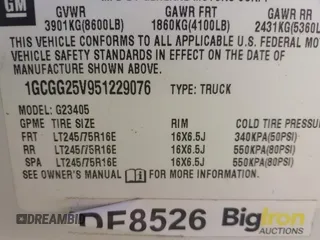 GM
GVWR GAWR FRT GAWR RR
3901KG(8600LB) 1860KG(4100LB) 2431KG(5360L
THIS VEHICLE CONFORMS TO ALL APPLICABLE U.S. FEDERAL MOTO
VEHICLE SAFETY STANDARDS IN EFFECT ON THE DATE OF
MANUFACTURE SHOWN ABOVE.
1GCGG25V951229076 TYPE: TRUCK
MODEL: G23405
GPME TIRE SIZE RIM COLD TIRE PRESSU
FRT LT245/75R16E 16X6.5J 340KPA(50PSI)
RR LT245/75R16E 16X6.5J 550KPA(80PSI)
SPA LT245/75R16E 16X6.5J 550KPA(80PSI)
SEE OWNER'S MANUAL FOR MORE INFORMATION.
DREAMBI DF8526 BigIron
AUCTIONS